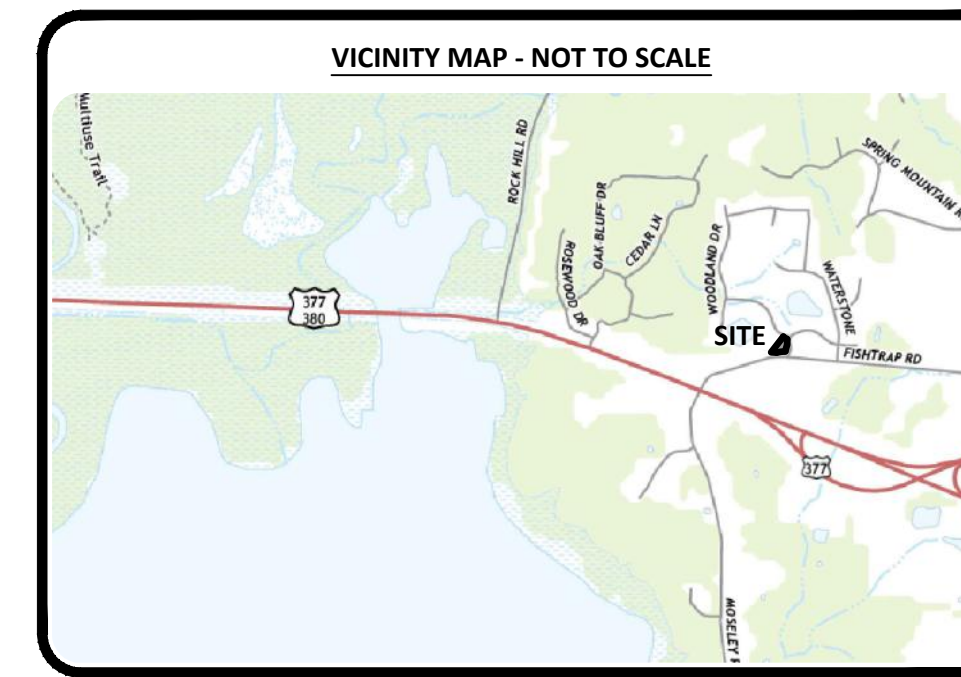 VICINITY MAP - NOT TO SCALE
Multiuse Trail
ROCK HILL RD
SPRING MOUNTAIN
OAK BLUFF DR
CEDAR LN
ROSEWOOD DR
WOODLAND DR
WATERSTONE
377
380
SITE
FISHTRAP RD
377
MOSELEY